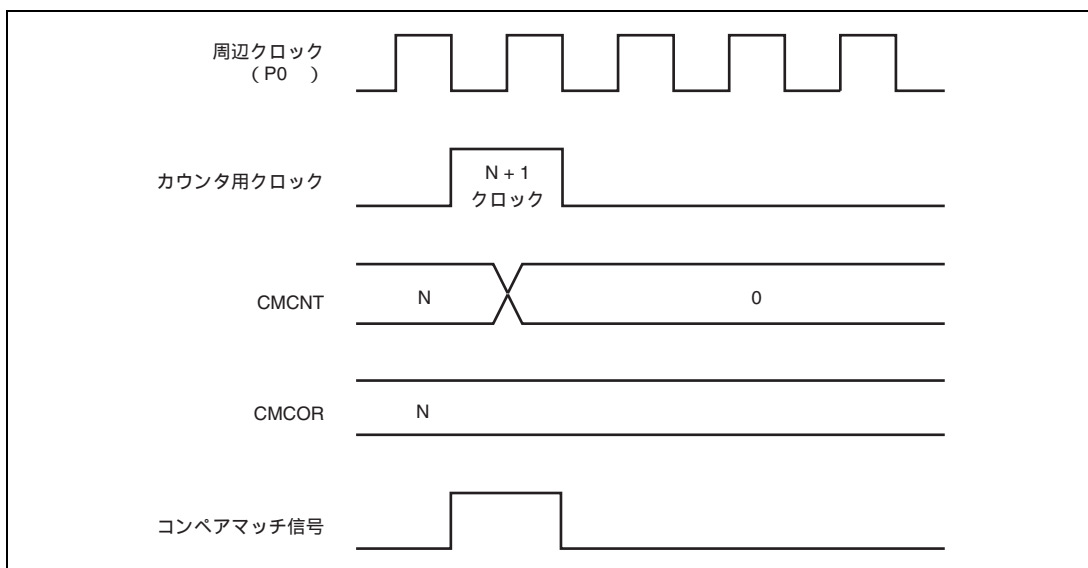 周辺クロック
（P0　）
カウンタ用クロック
N + 1
クロック
CMCNT
N
0
CMCOR
N
コンペアマッチ信号